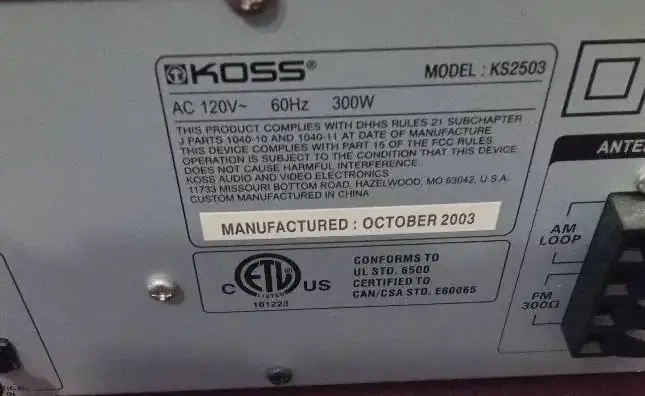 KOSS®
MODEL : KS2503
AC 120V~ 60Hz 300W
THIS PRODUCT COMPLIES WITH DHHS RULES 21 SUBCHAPTER
J PARTS 1040-10 AND 1040-11 AT DATE OF MANUFACTURE
THIS DEVICE COMPLIES WITH PART 15 OF THE FCC RULES
OPERATION IS SUBJECT TO THE CONDITION THAT THIS DEVICE
DOES NOT CAUSE HARMFUL INTERFERENCE.
KOSS AUDIO AND VIDEO ELECTRONICS
11733 MISSOURI BOTTOM ROAD, HAZELWOOD, MO 63042, U.S.A.
CUSTOM MANUFACTURED IN CHINA
MANUFACTURED : OCTOBER 2003
C ETL US
LISTED
101223
CONFORMS TO
UL STD. 6500
CERTIFIED TO
CAN/CSA STD. E60065
ANTE
AM
LOOP
FM
300Ω